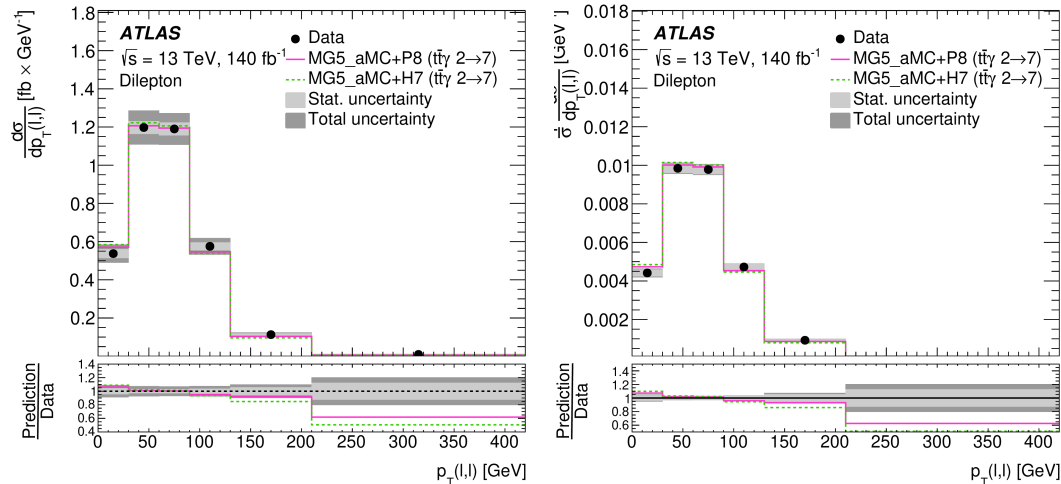 ATLAS
√s = 13 TeV, 140 fb⁻¹
Dilepton
Data
MG5_aMC+P8 (tt̄γ 2→7)
MG5_aMC+H7 (tt̄γ 2→7)
Stat. uncertainty
Total uncertainty
dσ/dp_T(l,l) [fb × GeV⁻¹]
1.8
1.6
1.4
1.2
1
0.8
0.6
0.4
0.2
Prediction/Data
1.4
1.2
1
0.8
0.6
0.4
0 50 100 150 200 250 300 350 400
p_T(l,l) [GeV]
ATLAS
√s = 13 TeV, 140 fb⁻¹
Dilepton
Data
MG5_aMC+P8 (tt̄γ 2→7)
MG5_aMC+H7 (tt̄γ 2→7)
Stat. uncertainty
Total uncertainty
dp_T(l,l)
0.018
0.016
0.014
0.012
0.01
0.008
0.006
0.004
0.002
Prediction/Data
1.4
1.2
1
0.8
0.6
0 50 100 150 200 250 300 350 400
p_T(l,l) [GeV]